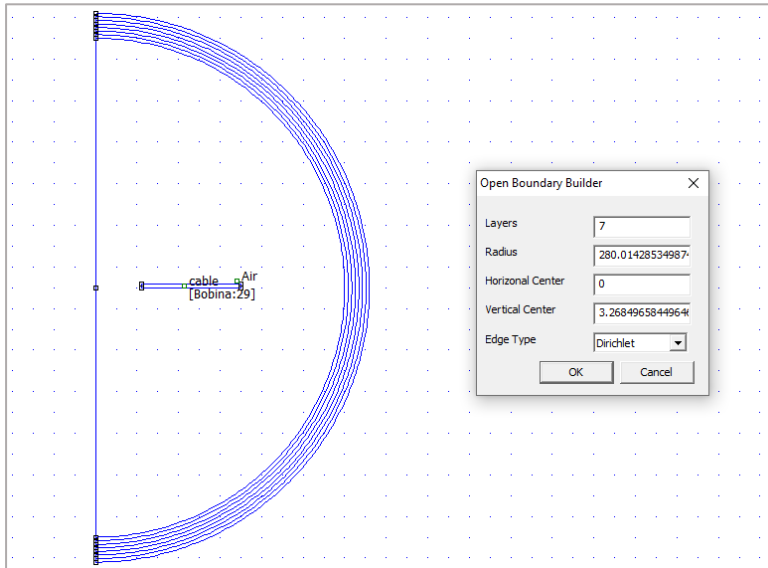 Open Boundary Builder
Layers
7
Radius
280.01428534987
Horizonal Center
0
Vertical Center
3.2684965844964
Edge Type
Dirichlet
OK
Cancel
Air
cable
[Bobina:29]